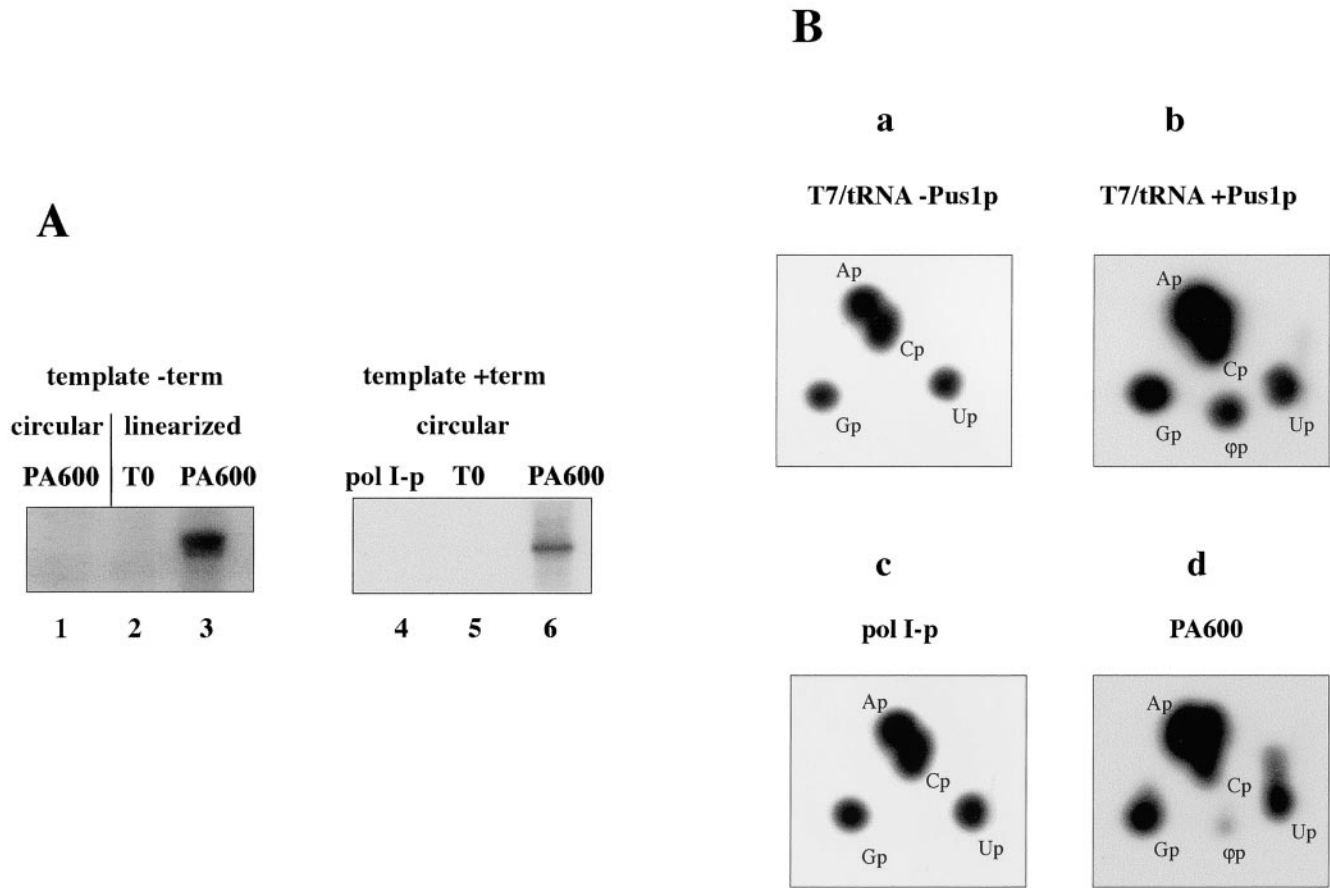 A
template -term
circular linearized
PA600 T0 PA600
1 2 3
template +term
circular
pol I-p T0 PA600
4 5 6
B
a
T7/tRNA -Pus1p
Ap
Cp
Gp
Up
b
T7/tRNA +Pus1p
Ap
Cp
Gp
φp
Up
c
pol I-p
Ap
Cp
Gp
Up
d
PA600
Ap
Cp
Gp
φp
Up